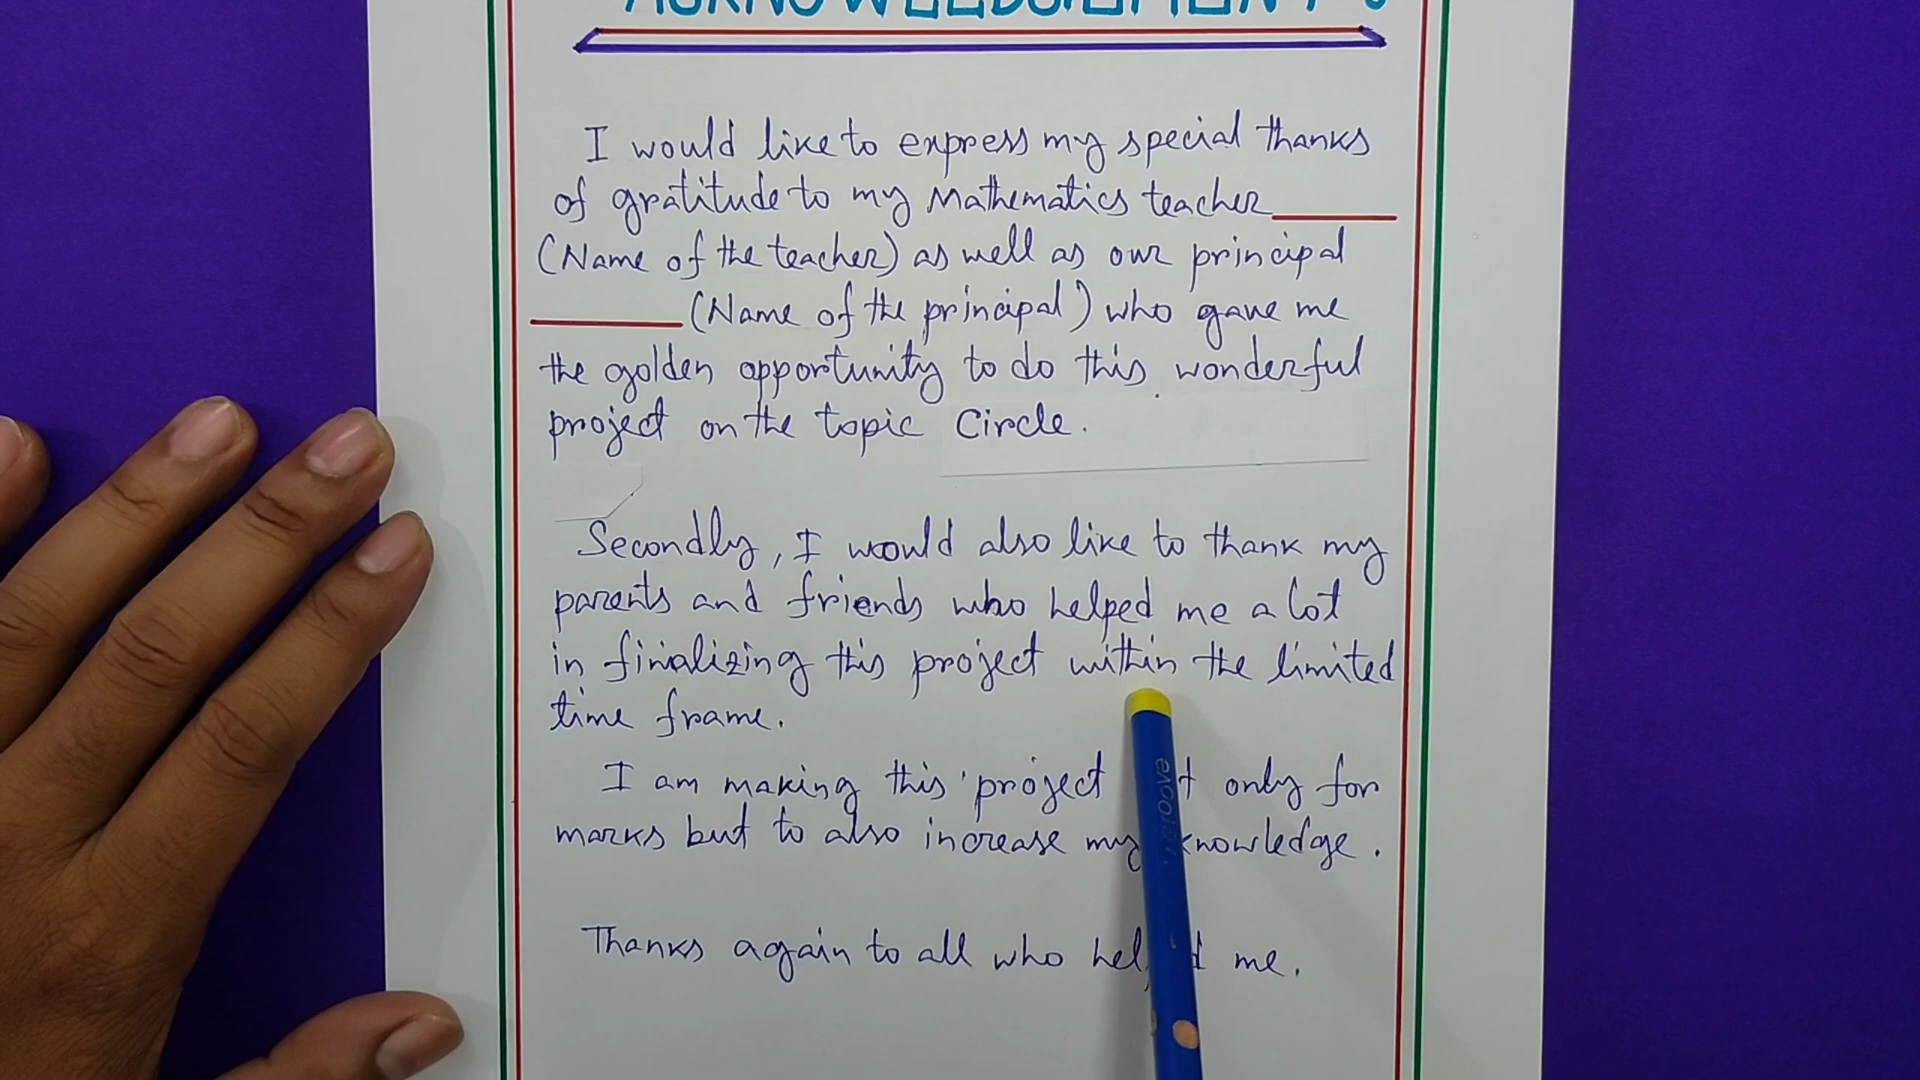 ACKNOWLEDGEMENT
I would like to express my special thanks
of gratitude to my Mathematics teacher
(Name of the teacher) as well as our principal
(Name of the principal) who gave me
the golden opportunity to do this wonderful
project on the topic Circle.
Secondly, I would also like to thank my
parents and friends who helped me a lot
in finalizing this project within the limited
time frame.
I am making this project not only for
marks but to also increase my knowledge.
Thanks again to all who helped me.